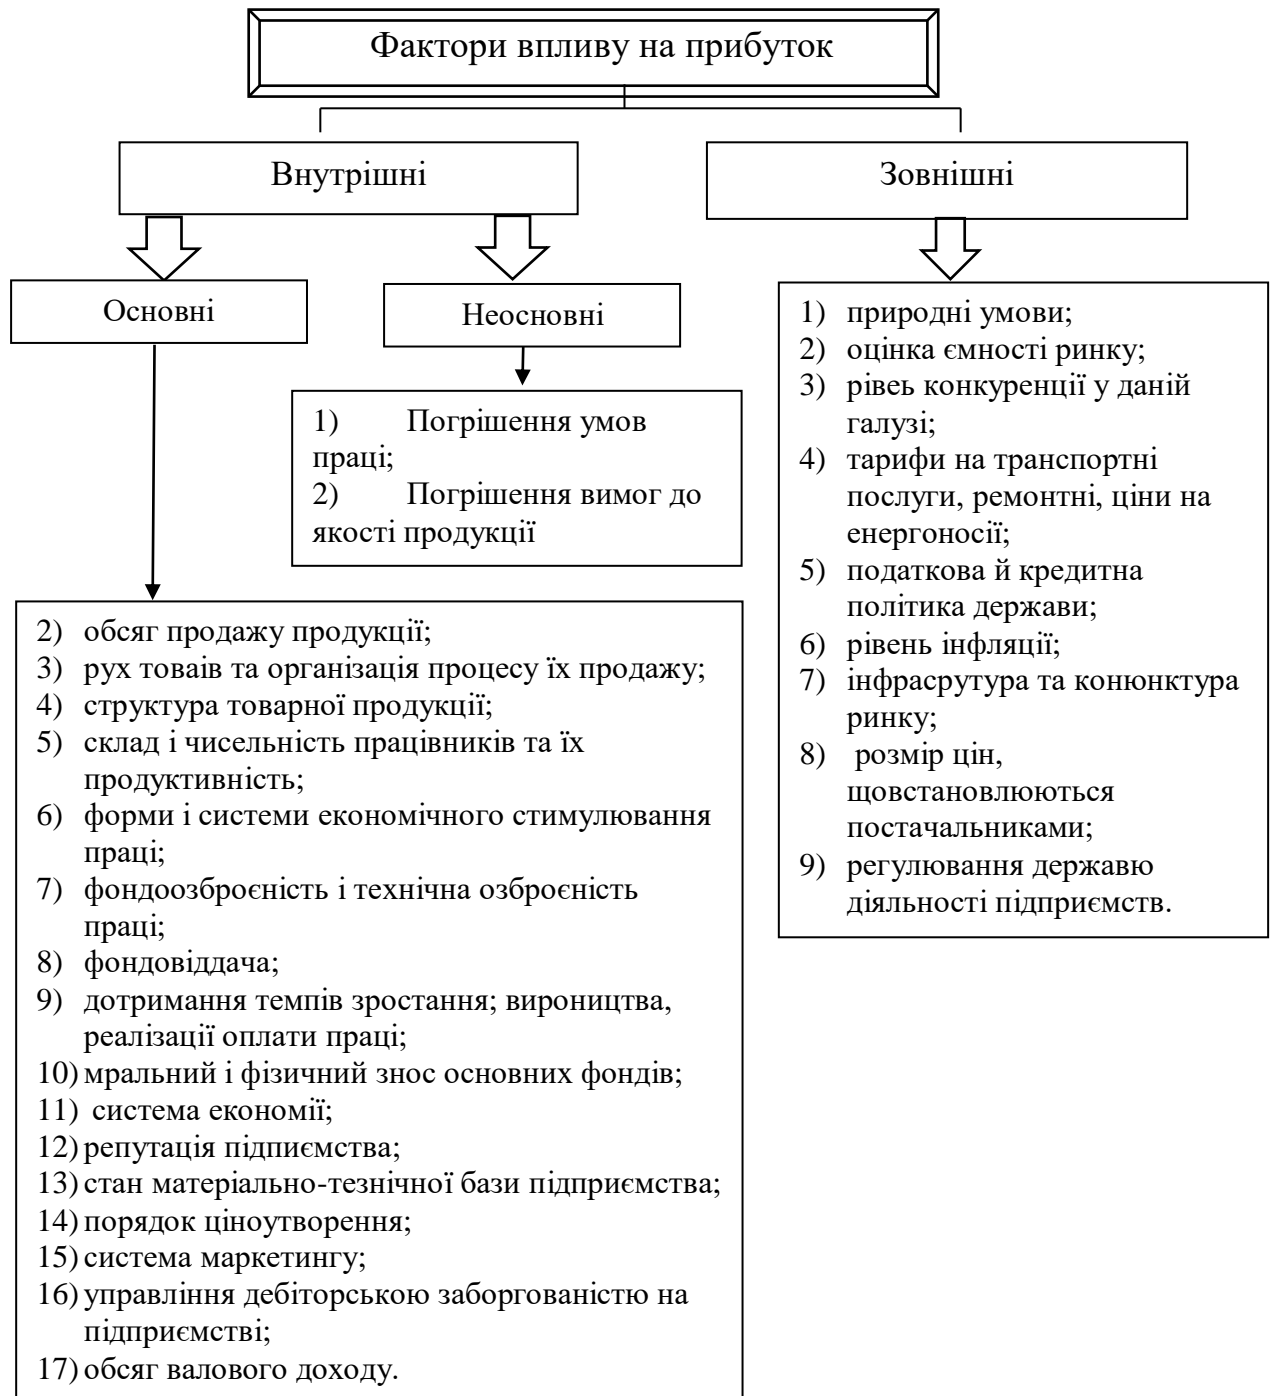 Фактори впливу на прибуток
Внутрішні
Зовнішні
Основні
Неосновні
1) Погрішення умов
праці;
2) Погрішення вимог до
якості продукції
1) природні умови;
2) оцінка ємності ринку;
3) рівеь конкуренції у даній
галузі;
4) тарифи на транспортні
послуги, ремонтні, ціни на
енергоносії;
5) податкова й кредитна
політика держави;
6) рівень інфляції;
7) інфрасрутура та конюнктура
ринку;
8) розмір цін,
щовстановлюються
постачальниками;
9) регулювання державю
діяльності підприємств.
2) обсяг продажу продукції;
3) рух товаів та організація процесу їх продажу;
4) структура товарної продукції;
5) склад і чисельність працівників та їх
продуктивність;
6) форми і системи економічного стимулювання
праці;
7) фондоозброєність і технічна озброєність
праці;
8) фондовіддача;
9) дотримання темпів зростання; вироництва,
реалізації оплати праці;
10) мральний і фізичний знос основних фондів;
11) система економії;
12) репутація підпиємства;
13) стан матеріально-тезнічної бази підприємства;
14) порядок ціноутворення;
15) система маркетингу;
16) управління дебіторською заборгованістю на
підприємстві;
17) обсяг валового доходу.